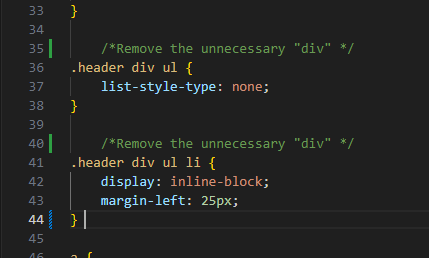 33 }
34
35     /*Remove the unnecessary "div" */
36 .header div ul {
37     list-style-type: none;
38 }
39
40     /*Remove the unnecessary "div" */
41 .header div ul li {
42     display: inline-block;
43     margin-left: 25px;
44 }
45
46 a {